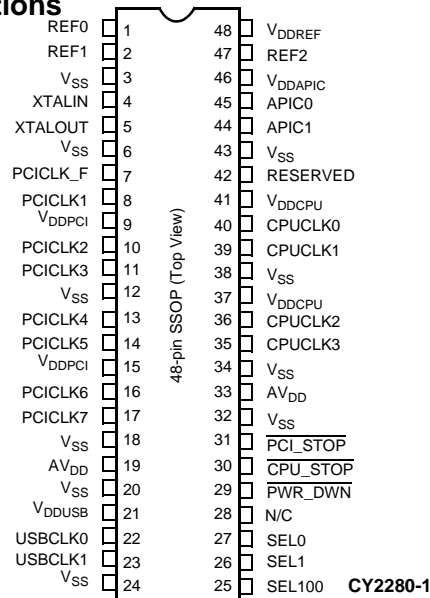 tions
REF0 1 48 VDDREF
REF1 2 47 REF2
VSS 3 46 VDDAPIC
XTALIN 4 45 APIC0
XTALOUT 5 44 APIC1
VSS 6 43 VSS
PCICLK_F 7 42 RESERVED
PCICLK1 8 41 VDDCPU
VDDPCI 9 40 CPUCLK0
PCICLK2 10 39 CPUCLK1
PCICLK3 11 38 VSS
VSS 12 37 VDDCPU
PCICLK4 13 36 CPUCLK2
PCICLK5 14 35 CPUCLK3
VDDPCI 15 34 VSS
PCICLK6 16 33 AVDD
PCICLK7 17 32 VSS
VSS 18 31 PCI_STOP
AVDD 19 30 CPU_STOP
VSS 20 29 PWR_DWN
VDDUSB 21 28 N/C
USBCLK0 22 27 SEL0
USBCLK1 23 26 SEL1
VSS 24 25 SEL100 CY2280-1
48-pin SSOP (Top View)